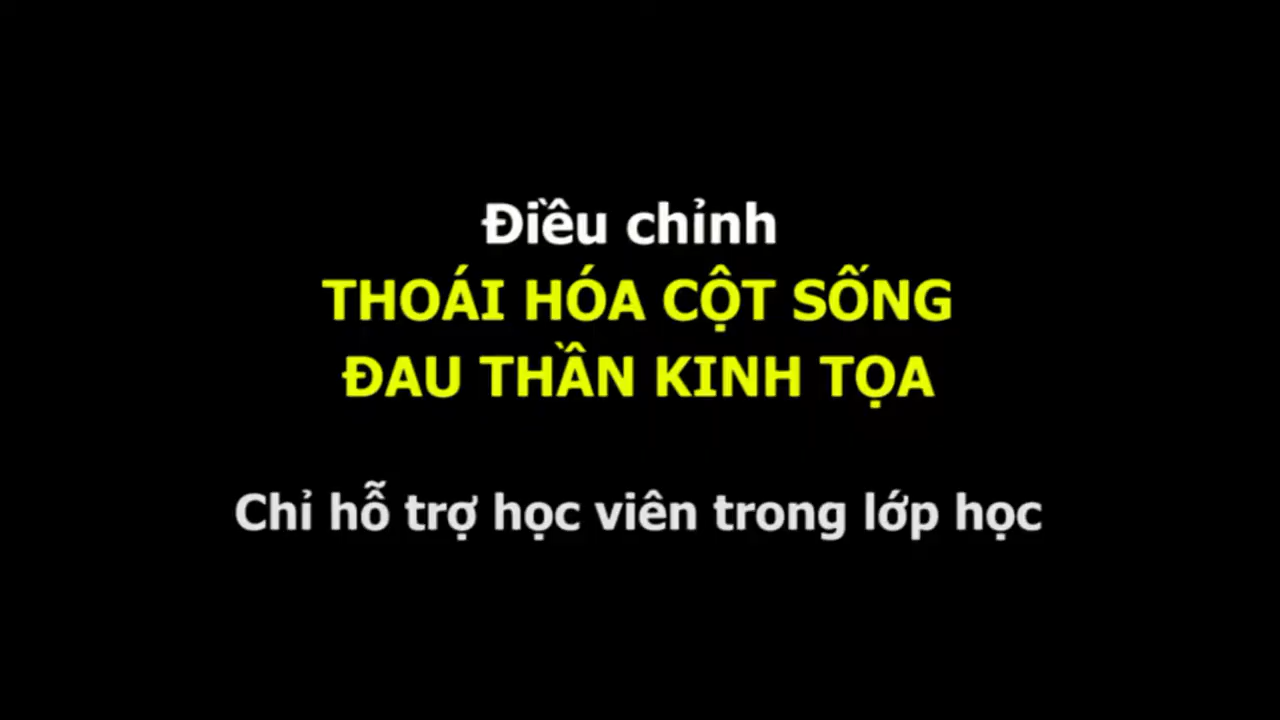 Điều chỉnh
THOÁI HÓA CỘT SỐNG
ĐAU THẦN KINH TỌA
Chỉ hỗ trợ học viên trong lớp học